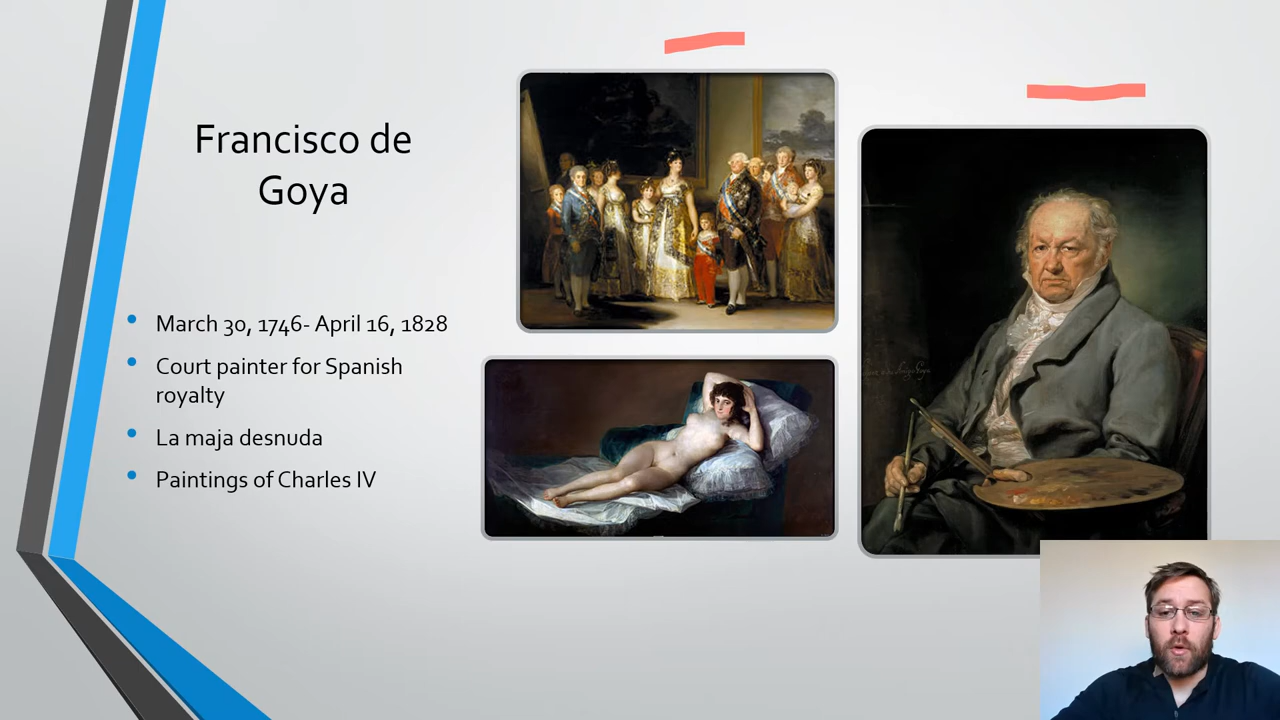 Francisco de
Goya
March 30, 1746- April 16, 1828
Court painter for Spanish
royalty
La maja desnuda
Paintings of Charles IV